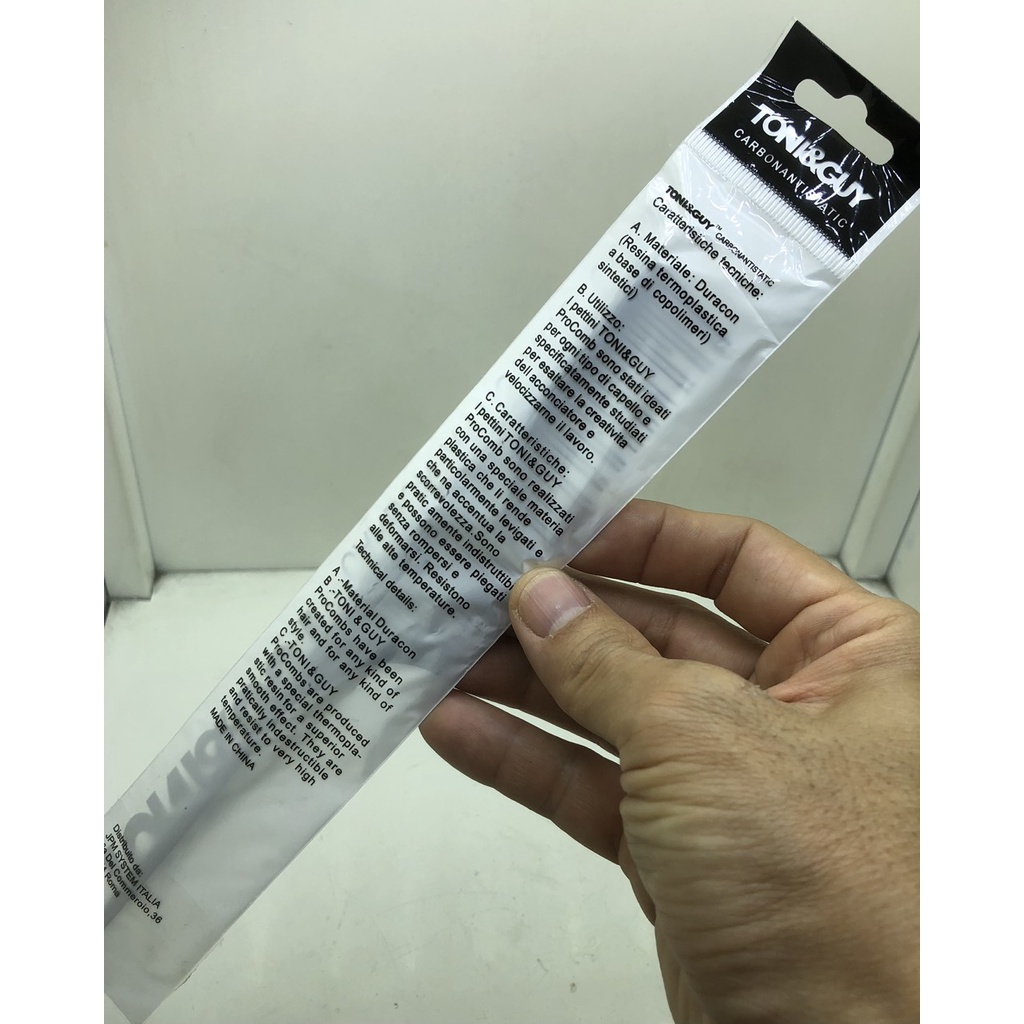 TONI&GUY
CARBONANTISTATIC
TONI&GUY™ CARBONANTISTATIC
Caratteristiche tecniche:
A. Materiale: Duracon
(Resina termoplastica
a base di copolimeri)
sintetici)
B. Utilizzo:
I pettini TONI&GUY
ProComb sono stati ideati
per ogni tipo di capello e
specificatamente studiati
per esaltare la creatività
dell acconciatore e
velocizzarne il lavoro.
C. Caratteristiche:
I pettini TONI&GUY
ProComb sono realizzati
con una speciale materia
plastica che li rende
particolarmente levigati e
che ne accentua la
scorrevolezza. Sono
pratic amente indistruttibi
e possono essere piegati
senza rompersi e
deformarsi. Resistono
alle alte temperature.
Technical details:
A .-Material Duracon
B .-TONI & GUY
ProCombs have been
created for any kind of
hair and for any kind of
style.
C .-TONI&GUY
ProCombs are produced
with a special thermopla-
stic resin for a superior
smooth effect. They are
pratically indestructible
and resist to very high
temperature.
MADE IN CHINA
Distribuito da:
JPM SYSTEM ITALIA
Del Commercio, 36
Roma